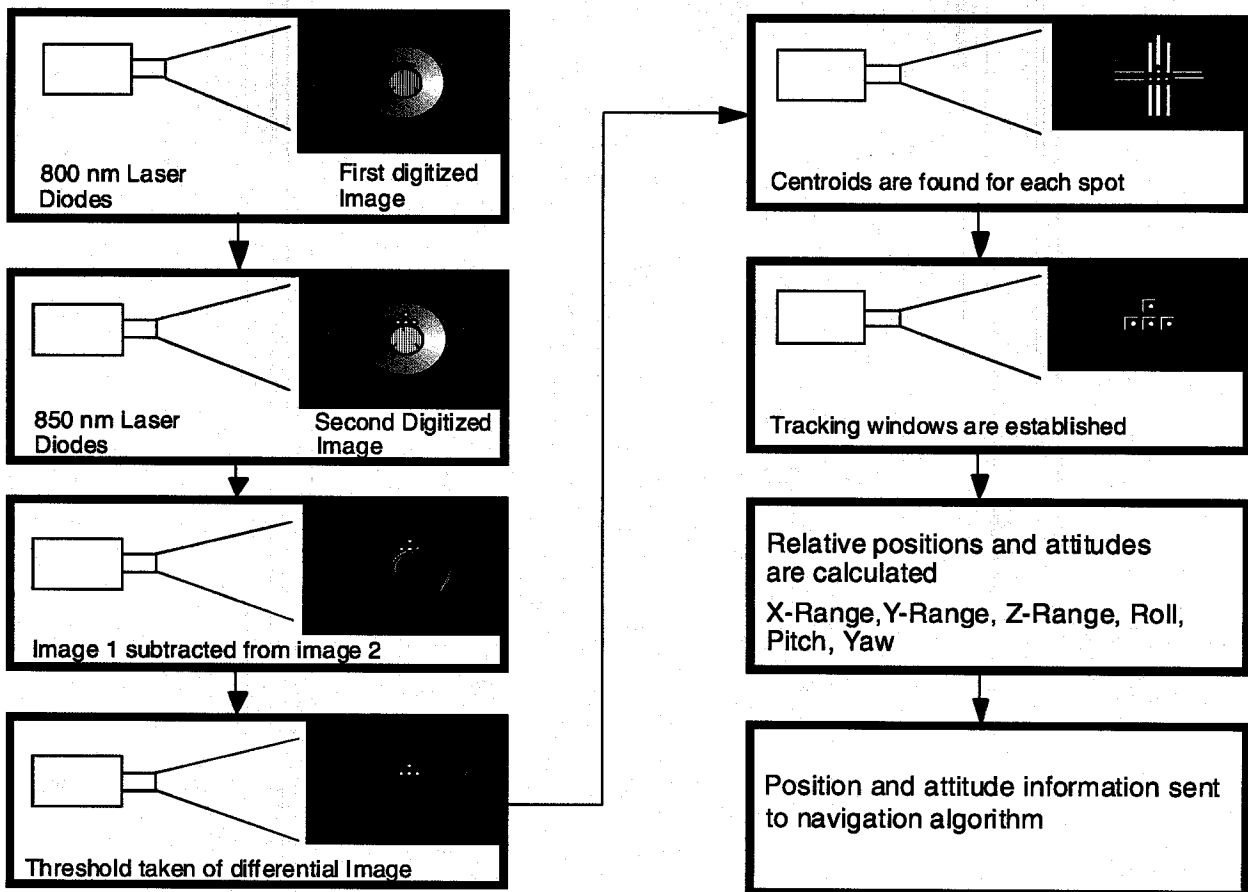 800 nm Laser
Diodes
First digitized
Image
850 nm Laser
Diodes
Second Digitized
Image
Image 1 subtracted from image 2
Threshold taken of differential Image
Centroids are found for each spot
Tracking windows are established
Relative positions and attitudes
are calculated
X-Range,Y-Range, Z-Range, Roll,
Pitch, Yaw
Position and attitude information sent
to navigation algorithm